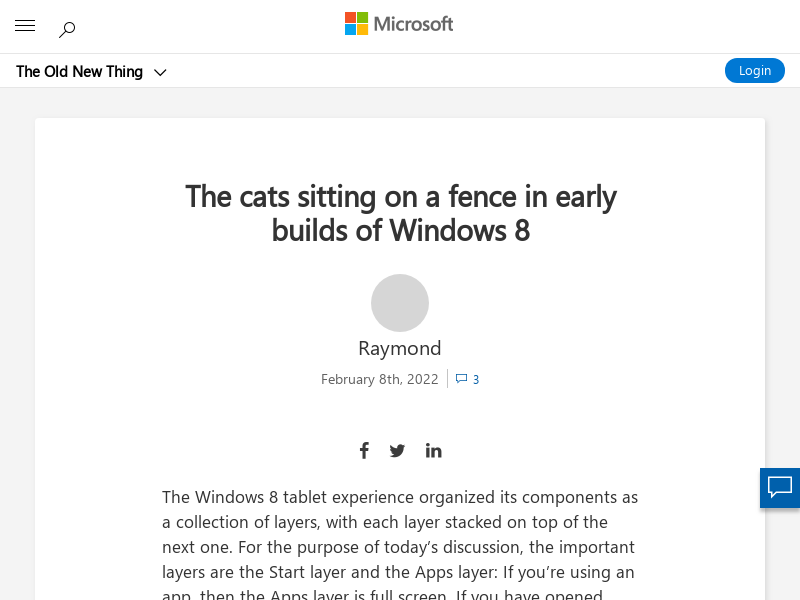 Microsoft
The Old New Thing
Login
The cats sitting on a fence in early
builds of Windows 8
Raymond
February 8th, 2022
3
The Windows 8 tablet experience organized its components as
a collection of layers, with each layer stacked on top of the
next one. For the purpose of today’s discussion, the important
layers are the Start layer and the Apps layer: If you’re using an
app, then the Apps layer is full screen. If you have opened